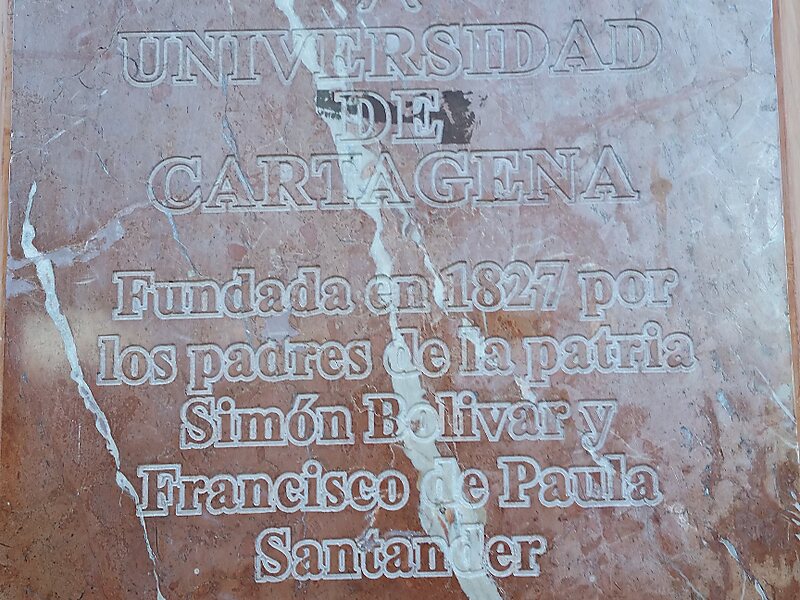 A
UNIVERSIDAD
DE
CARTAGENA
Fundada en 1827 por
los padres de la patria
Simón Bolivar y
Francisco de Paula
Santander